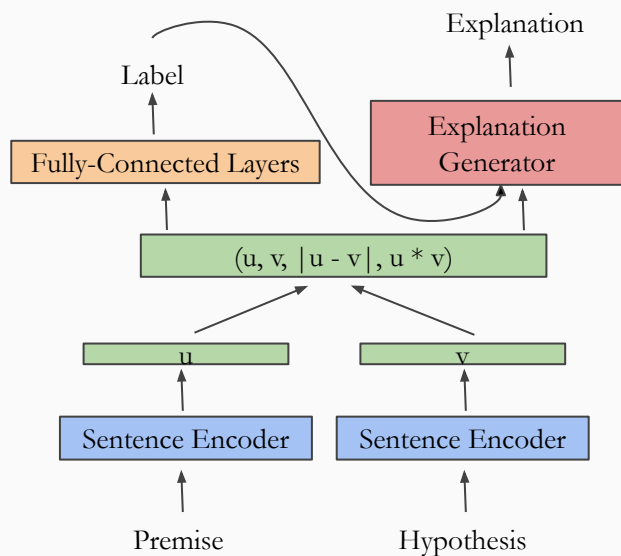 Explanation
Label
Explanation
Generator
Fully-Connected Layers
(u, v, |u - v|, u * v)
u
v
Sentence Encoder
Sentence Encoder
Premise
Hypothesis